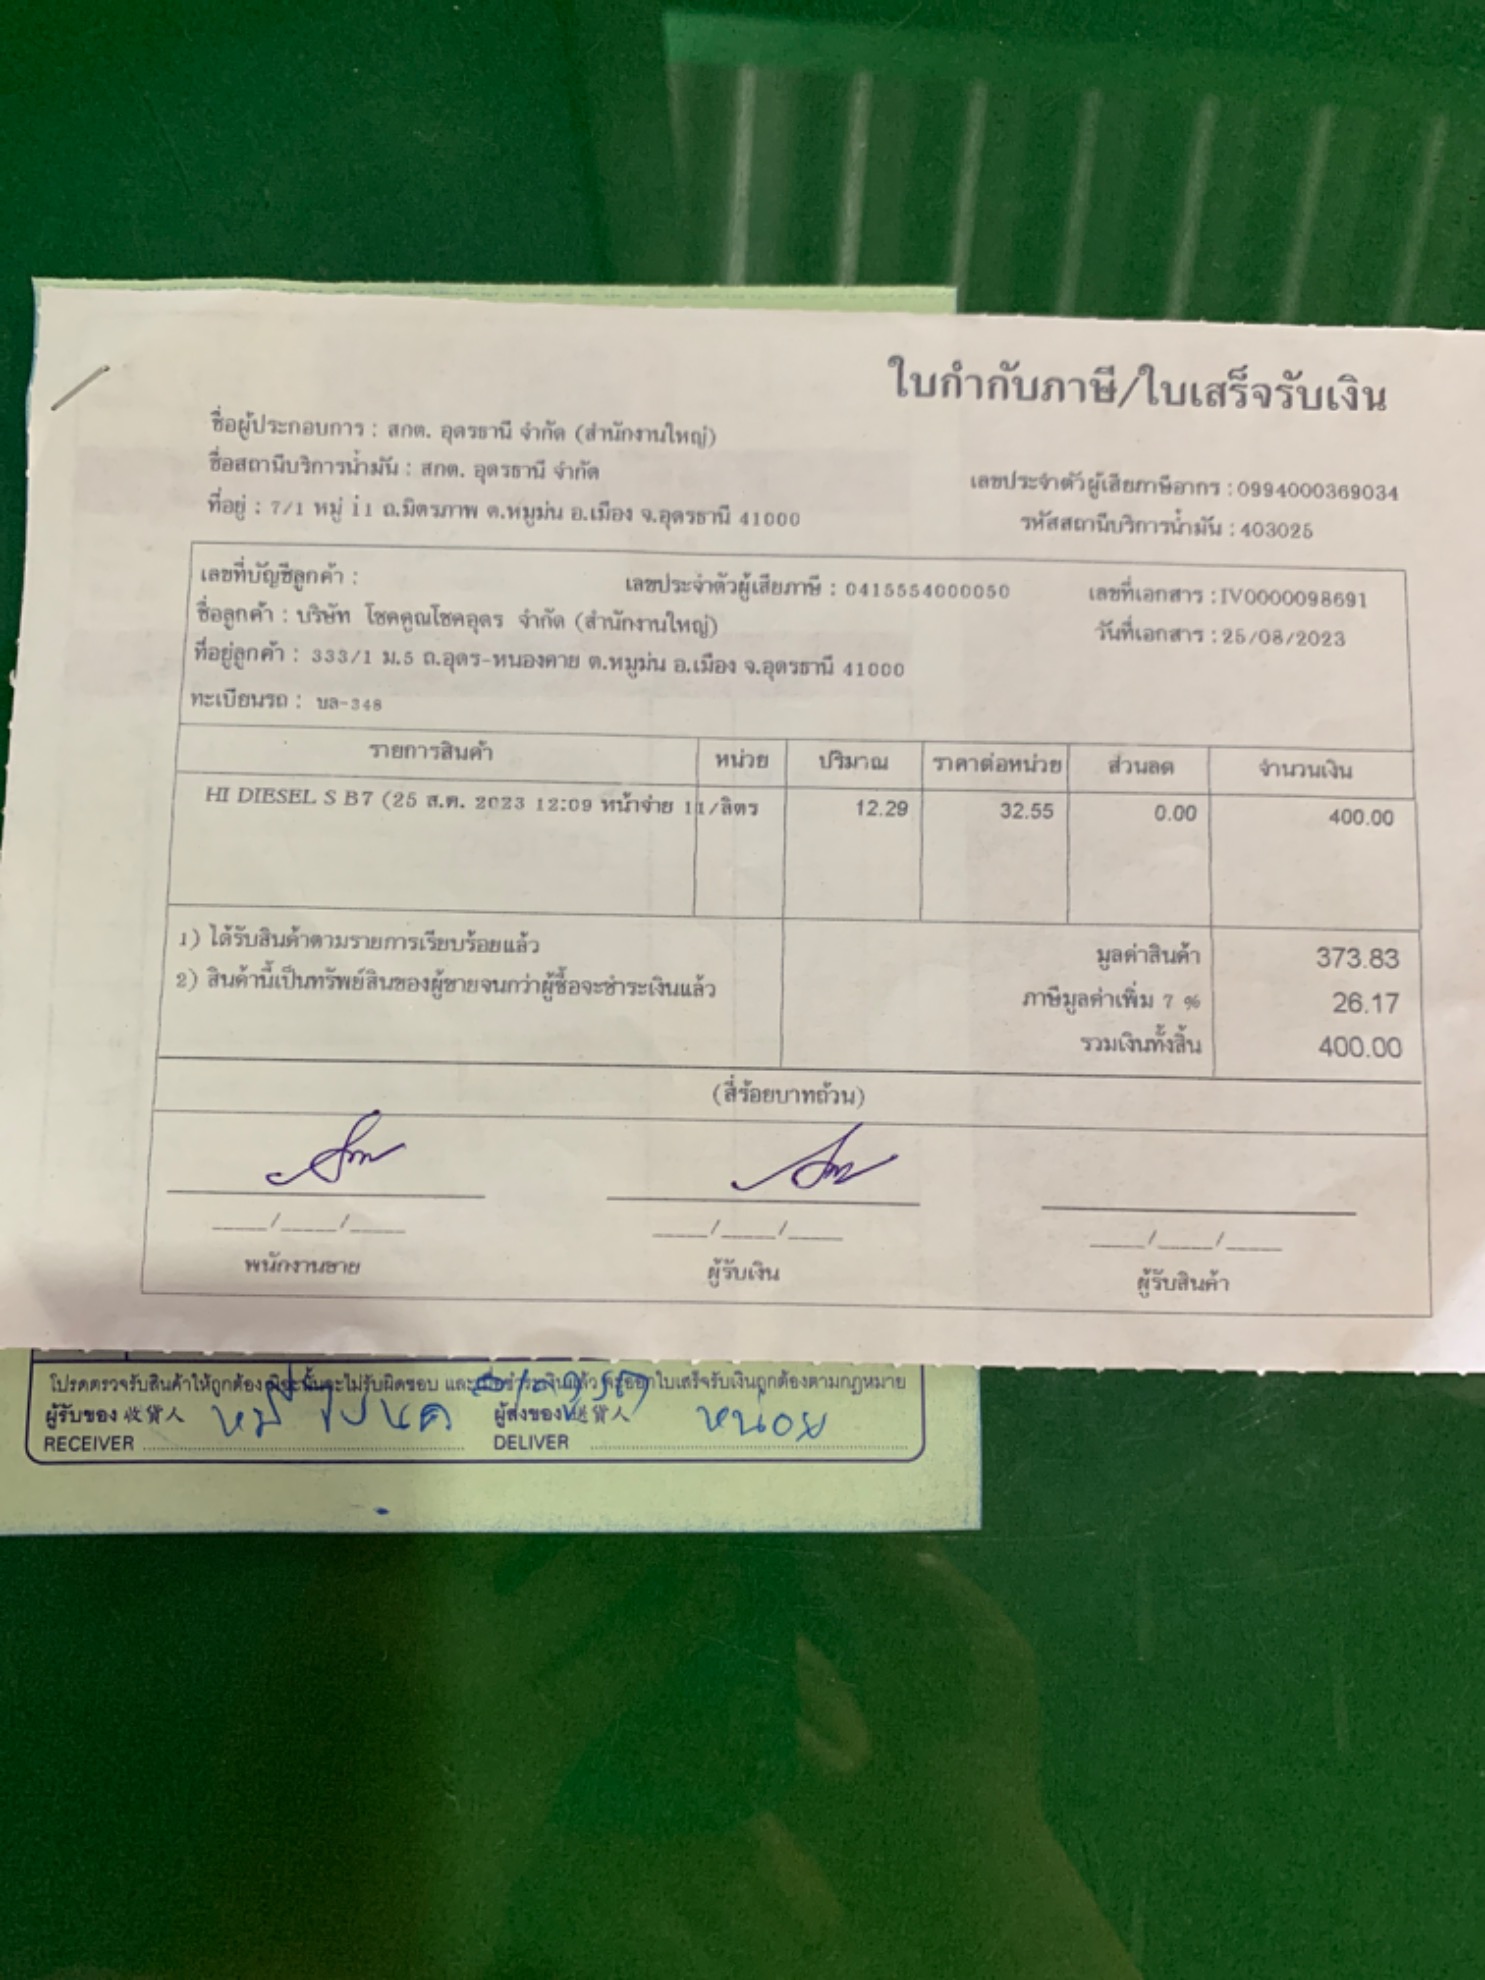 ใบกำกับภาษี/ใบเสร็จรับเงิน
ชื่อผู้ประกอบการ : สกต. อุดรธานี จำกัด (สำนักงานใหญ่)
ชื่อสถานีบริการน้ำมัน : สกต. อุดรธานี จำกัด
เลขประจำตัวผู้เสียภาษีอากร : 0994000369034
ที่อยู่ : 7/1 หมู่ 11 ถ.มิตรภาพ ต.หมูม่น อ.เมือง จ.อุดรธานี 41000
รหัสสถานีบริการน้ำมัน : 403025
เลขที่บัญชีลูกค้า : เลขประจำตัวผู้เสียภาษี : 0415554000050 เลขที่เอกสาร : IV0000098691
ชื่อลูกค้า : บริษัท โชคคูณโชคอุดร จำกัด (สำนักงานใหญ่) วันที่เอกสาร : 25/08/2023
ที่อยู่ลูกค้า : 333/1 ม.5 ถ.อุดร-หนองคาย ต.หมูม่น อ.เมือง จ.อุดรธานี 41000
ทะเบียนรถ : บล-348
รายการสินค้า หน่วย ปริมาณ ราคาต่อหน่วย ส่วนลด จำนวนเงิน
HI DIESEL S B7 (25 ส.ค. 2023 12:09 หน้าจ่าย 11/ลิตร 12.29 32.55 0.00 400.00
1) ได้รับสินค้าตามรายการเรียบร้อยแล้ว
มูลค่าสินค้า 373.83
2) สินค้านี้เป็นทรัพย์สินของผู้ขายจนกว่าผู้ซื้อจะชำระเงินแล้ว
ภาษีมูลค่าเพิ่ม 7 % 26.17
รวมเงินทั้งสิ้น 400.00
(สี่ร้อยบาทถ้วน)
____/____/____ ____/____/____ ____/____/____
พนักงานขาย ผู้รับเงิน ผู้รับสินค้า
โปรดตรวจรับสินค้าให้ถูกต้อง มิฉะนั้นจะไม่รับผิดชอบ ใบเสร็จรับเงินถูกต้องตามกฎหมาย
ผู้รับของ 收貨人 ผู้ส่งของ 送貨人 หน่อย
RECEIVER DELIVER